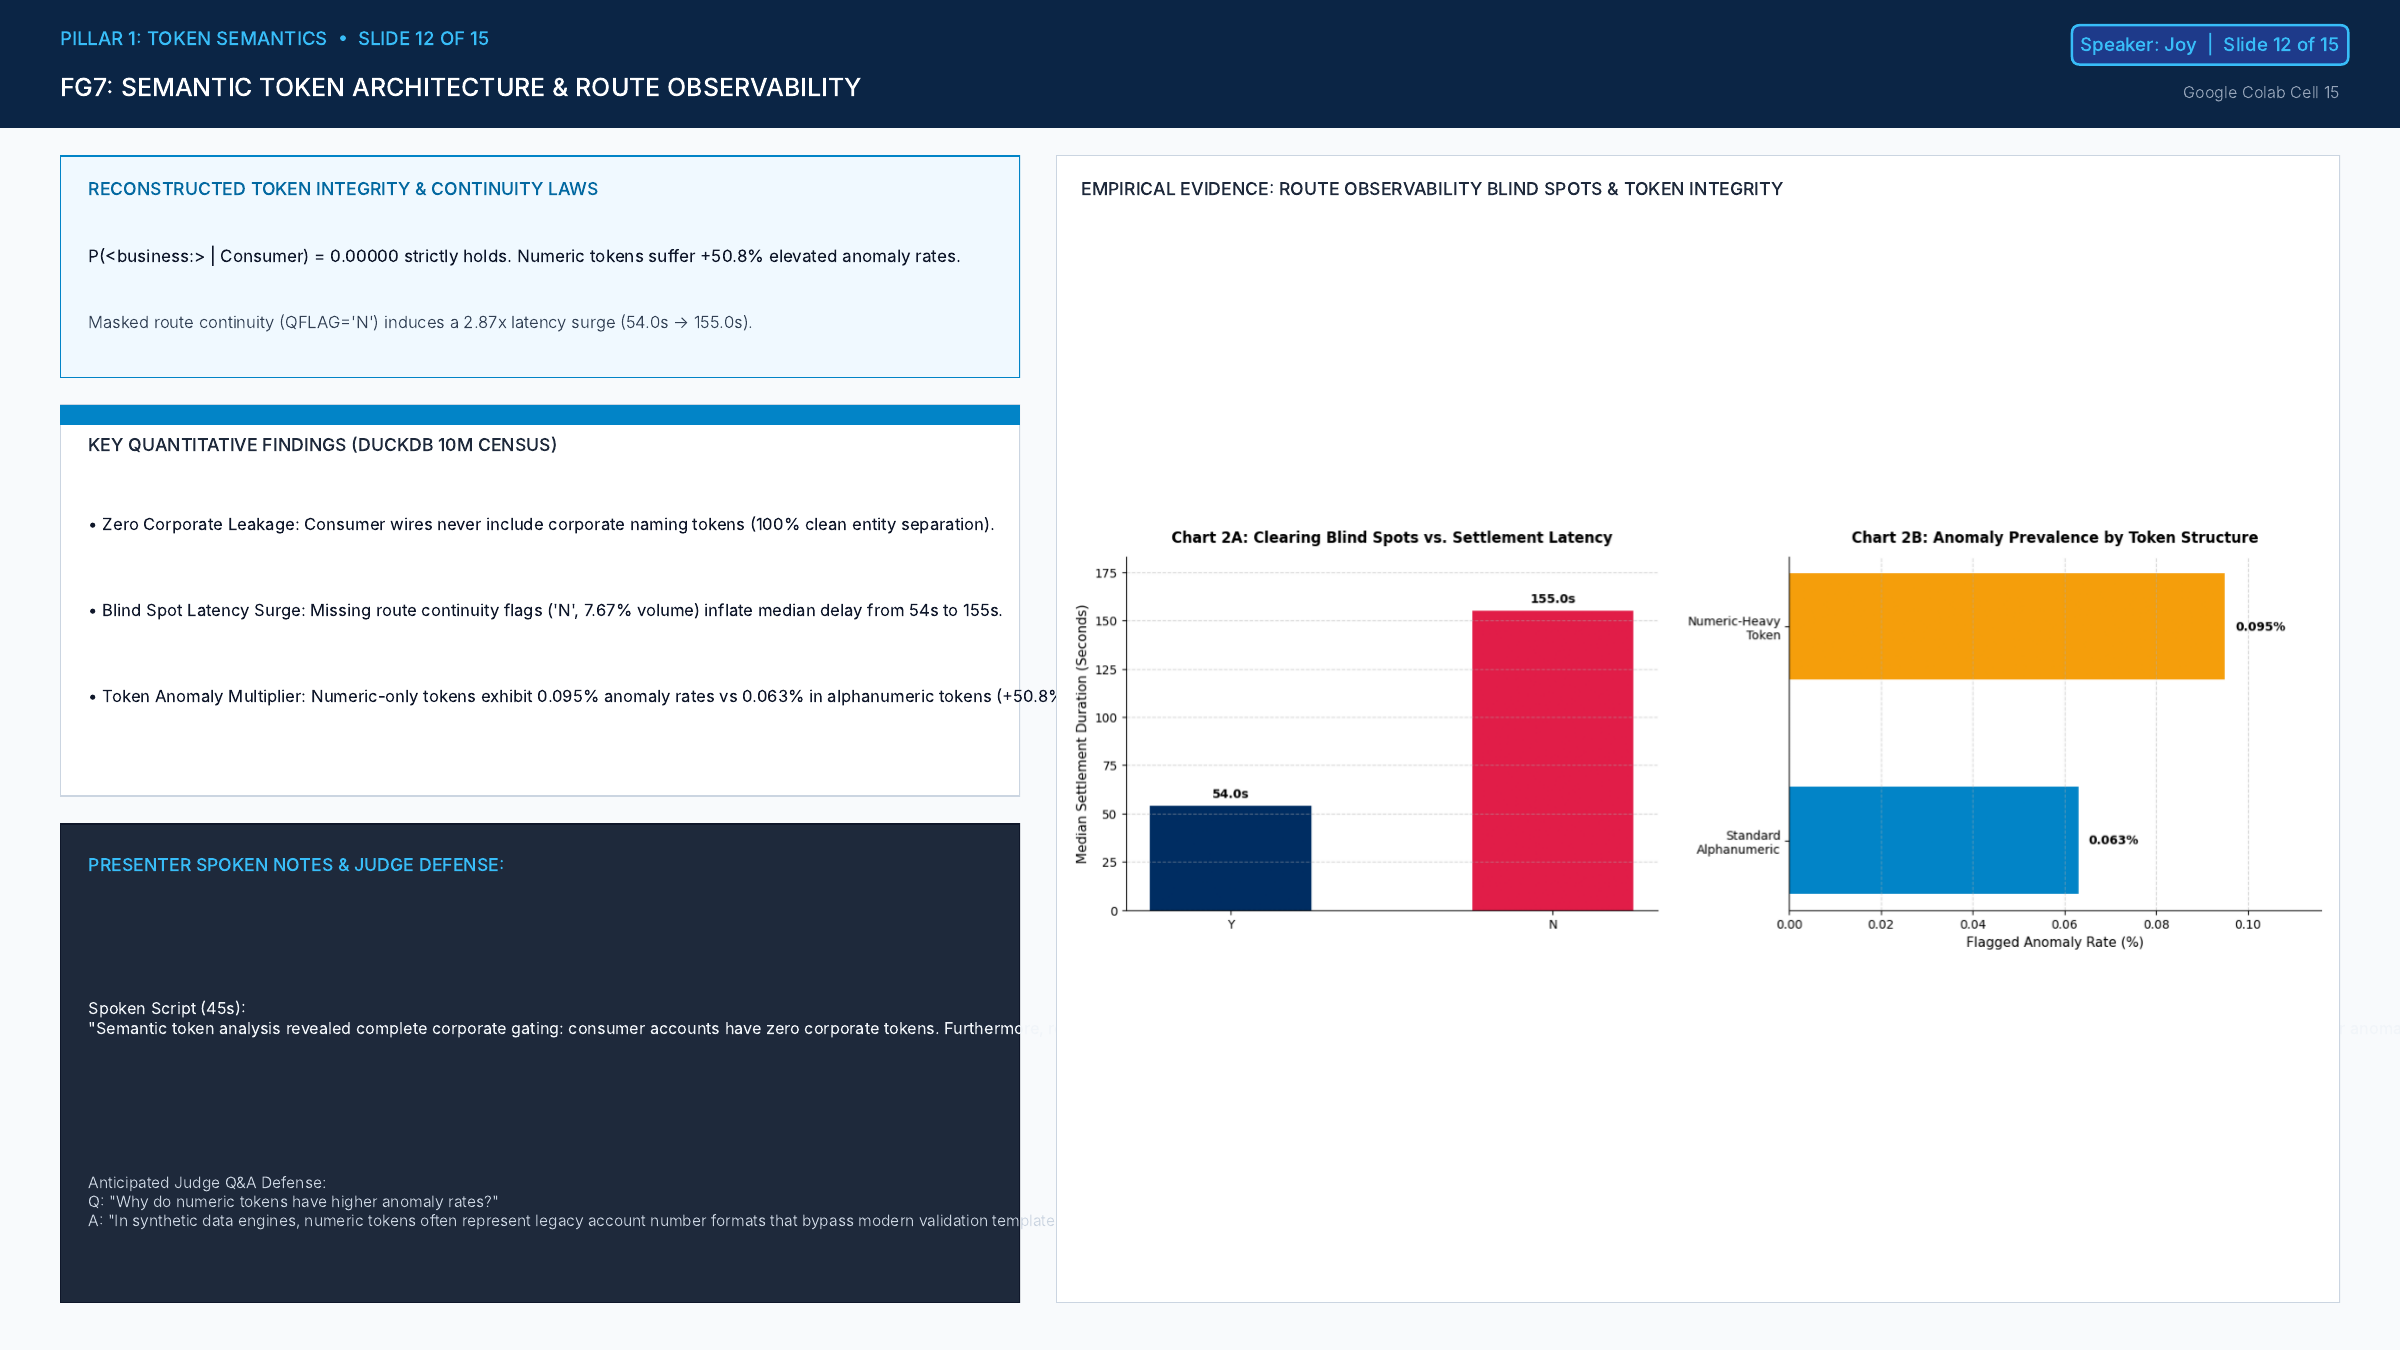 PILLAR 1: TOKEN SEMANTICS • SLIDE 12 OF 15
FG7: SEMANTIC TOKEN ARCHITECTURE & ROUTE OBSERVABILITY
Speaker: Joy | Slide 12 of 15
Google Colab Cell 15
RECONSTRUCTED TOKEN INTEGRITY & CONTINUITY LAWS
P(<business:> | Consumer) = 0.00000 strictly holds. Numeric tokens suffer +50.8% elevated anomaly rates.
Masked route continuity (QFLAG='N') induces a 2.87x latency surge (54.0s → 155.0s).
KEY QUANTITATIVE FINDINGS (DUCKDB 10M CENSUS)
• Zero Corporate Leakage: Consumer wires never include corporate naming tokens (100% clean entity separation).
• Blind Spot Latency Surge: Missing route continuity flags ('N', 7.67% volume) inflate median delay from 54s to 155s.
• Token Anomaly Multiplier: Numeric-only tokens exhibit 0.095% anomaly rates vs 0.063% in alphanumeric tokens (+50.8%
PRESENTER SPOKEN NOTES & JUDGE DEFENSE:
Spoken Script (45s):
"Semantic token analysis revealed complete corporate gating: consumer accounts have zero corporate tokens. Furthermore,
Anticipated Judge Q&A Defense:
Q: "Why do numeric tokens have higher anomaly rates?"
A: "In synthetic data engines, numeric tokens often represent legacy account number formats that bypass modern validation template
EMPIRICAL EVIDENCE: ROUTE OBSERVABILITY BLIND SPOTS & TOKEN INTEGRITY
Chart 2A: Clearing Blind Spots vs. Settlement Latency
Median Settlement Duration (Seconds)
175
150
125
100
75
50
25
0
54.0s
155.0s
Y
N
Chart 2B: Anomaly Prevalence by Token Structure
Numeric-Heavy
Token
0.095%
Standard
Alphanumeric
0.063%
0.00
0.02
0.04
0.06
0.08
0.10
Flagged Anomaly Rate (%)